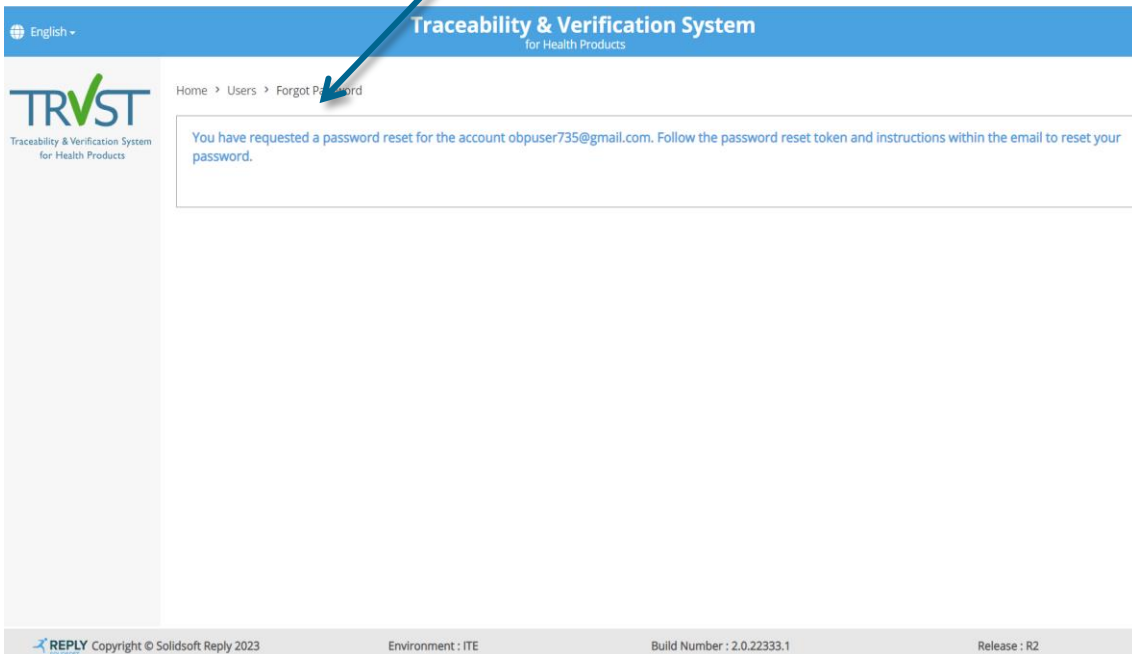 English
Traceability & Verification System
for Health Products
TRVST
Traceability & Verification System
for Health Products
Home > Users > Forgot Password
You have requested a password reset for the account obpuser735@gmail.com. Follow the password reset token and instructions within the email to reset your
password.
REPLY Copyright © Solidsoft Reply 2023
Environment : ITE
Build Number : 2.0.22333.1
Release : R2